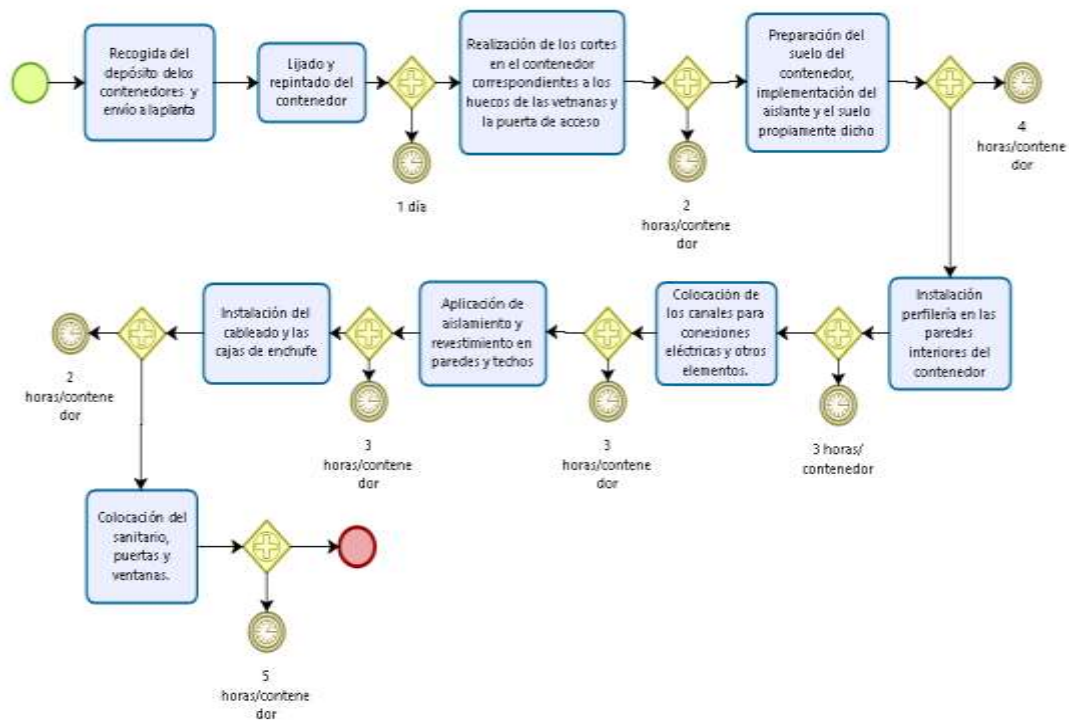 Recogida del
depósito delos
contenedores y
envío a la planta
Lijado y
repintado del
contenedor
1 día
Realización de los cortes
en el contenedor
correspondientes a los
huecos de las vetnanas y
la puerta de acceso
2
horas/contene
dor
Preparación del
suelo del
contenedor,
implementación del
aislante y el suelo
propiamente dicho
4
horas/contene
dor
Instalación
perfilería en las
paredes
interiores del
contenedor
3 horas/
contenedor
Colocación de
los canales para
conexiones
eléctricas y otros
elementos.
3
horas/contene
dor
Aplicación de
aislamiento y
revestimiento en
paredes y techos
3
horas/contene
dor
Instalación del
cableado y las
cajas de enchufe
2
horas/contene
dor
Colocación del
sanitario,
puertas y
ventanas.
5
horas/contene
dor